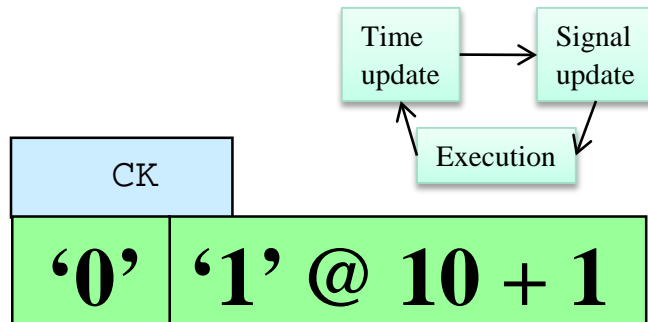 Time
update
Signal
update
Execution
CK
‘0’ ‘1’ @ 10 + 1